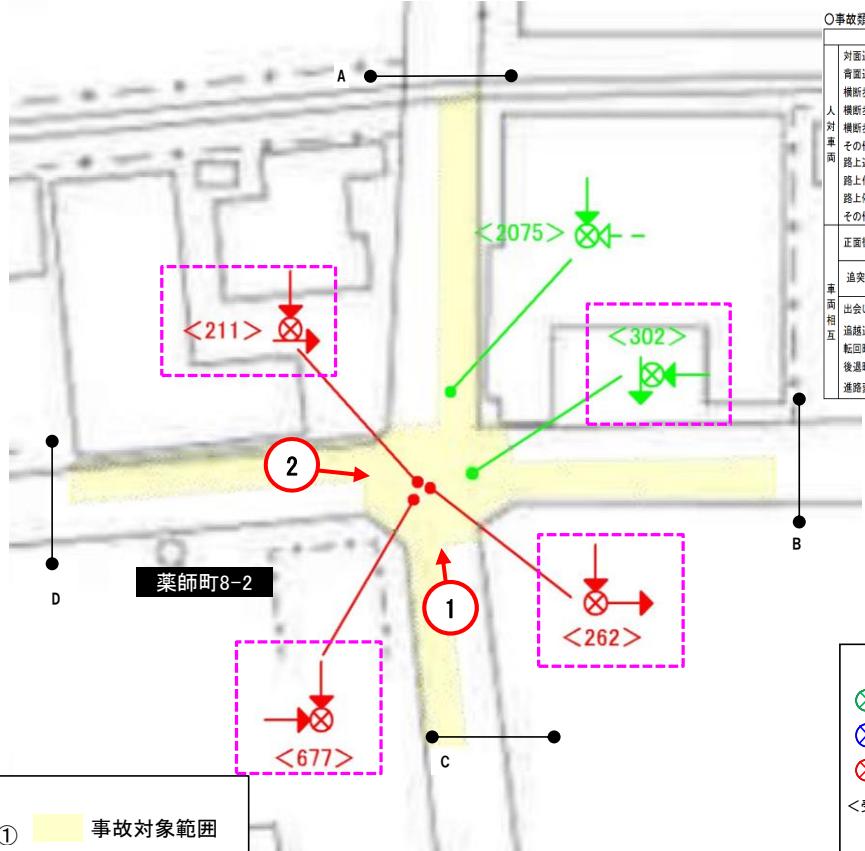 〇事故類
対面
背面
横断
横断
横断
その
路上
路上
路上
その
人対車両
正面
追突
出会
追越
転回
後退
進路
車両相互
A
<2075>
<211>
<302>
2
B
D
薬師町8-2
1
<262>
<677>
C
①
事故対象範囲